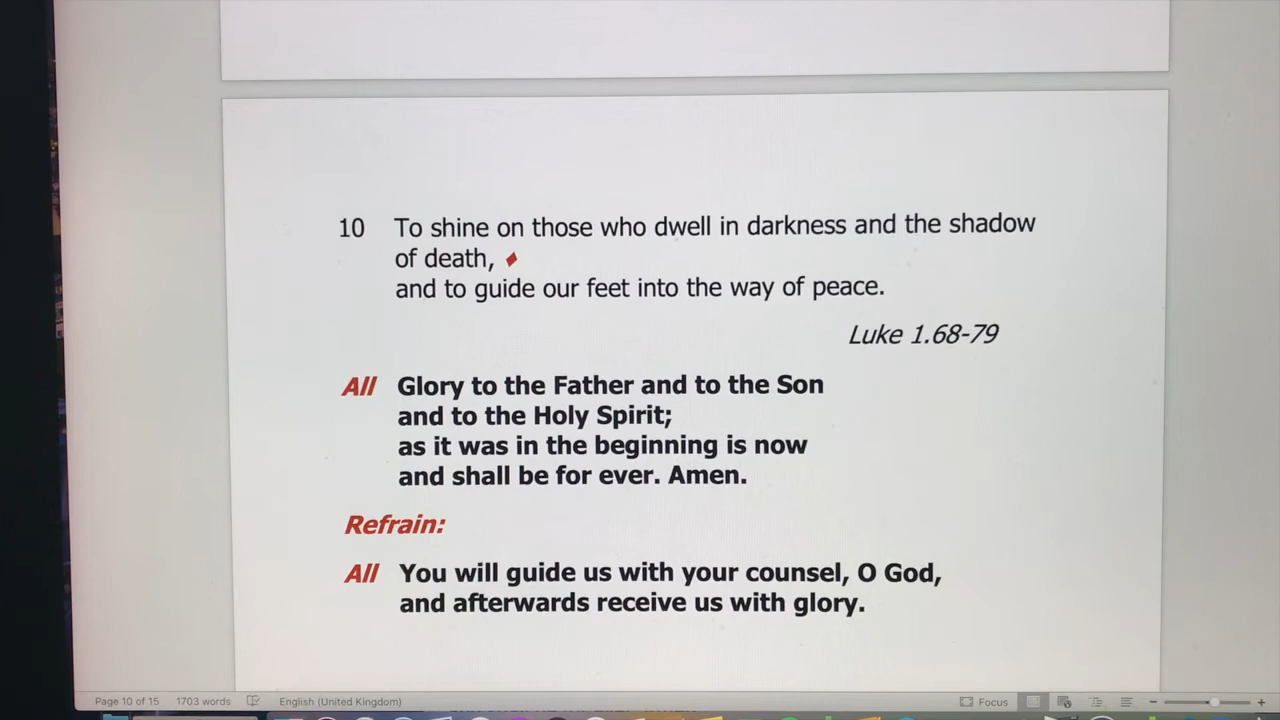 10 To shine on those who dwell in darkness and the shadow
of death, ♦
and to guide our feet into the way of peace.
Luke 1.68-79
All Glory to the Father and to the Son
and to the Holy Spirit;
as it was in the beginning is now
and shall be for ever. Amen.
Refrain:
All You will guide us with your counsel, O God,
and afterwards receive us with glory.
Page 10 of 15 1703 words English (United Kingdom) Focus